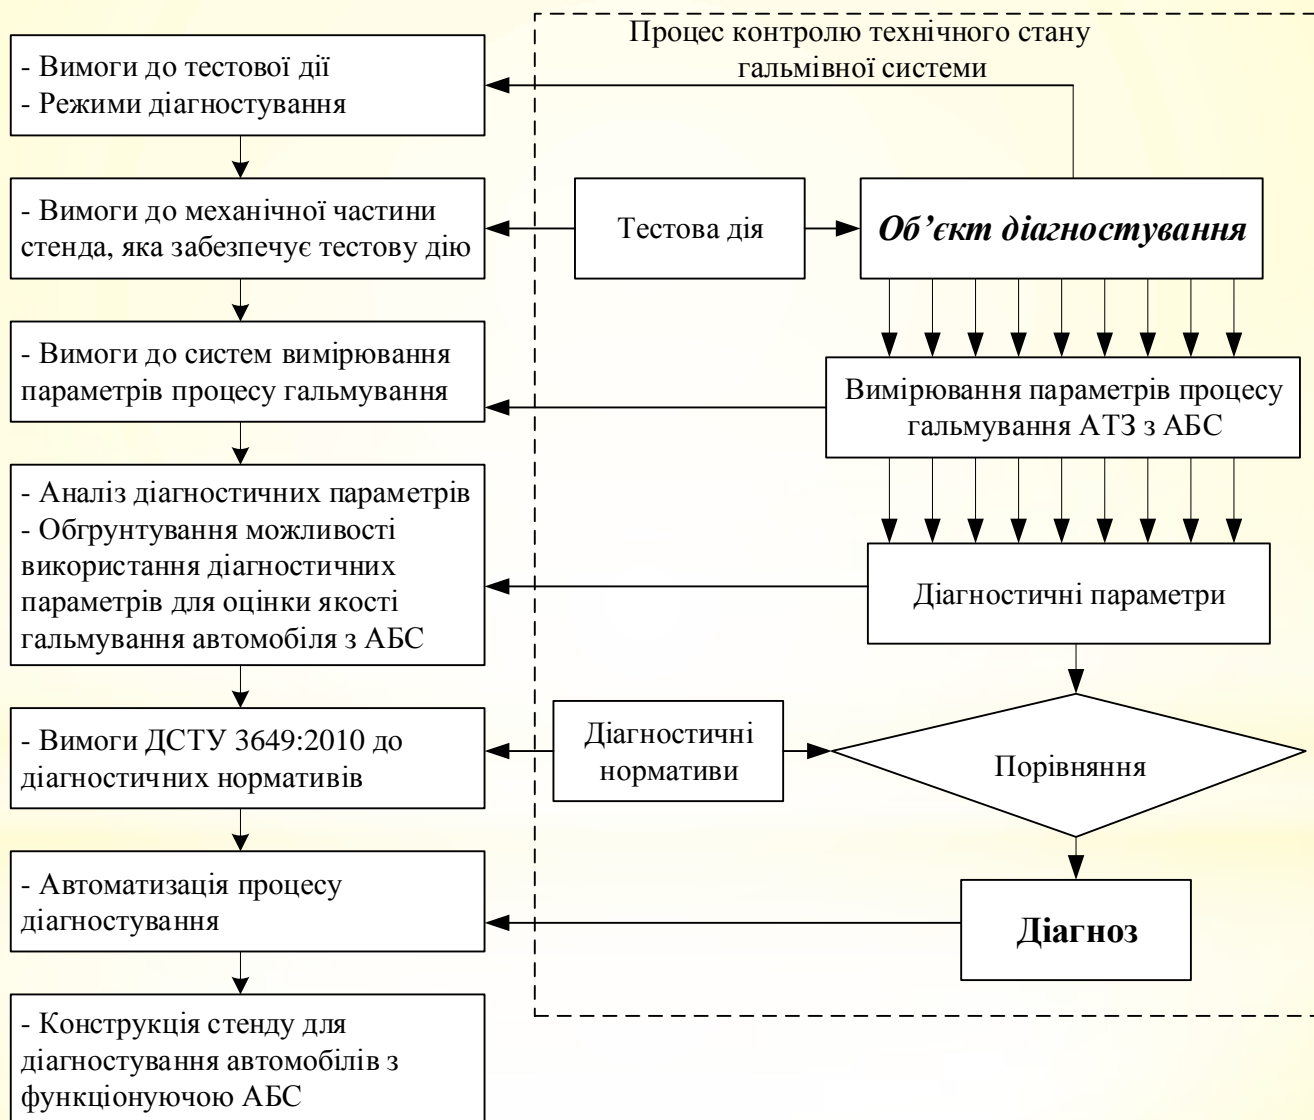 Процес контролю технічного стану
гальмівної системи
- Вимоги до тестової дії
- Режими діагностування
- Вимоги до механічної частини
стенда, яка забезпечує тестову дію
Тестова дія
Об’єкт діагностування
- Вимоги до систем вимірювання
параметрів процесу гальмування
Вимірювання параметрів процесу
гальмування АТЗ з АБС
- Аналіз діагностичних параметрів
- Обгрунтування можливості
використання діагностичних
параметрів для оцінки якості
гальмування автомобіля з АБС
Діагностичні параметри
- Вимоги ДСТУ 3649:2010 до
діагностичних нормативів
Діагностичні
нормативи
Порівняння
- Автоматизація процесу
діагностування
Діагноз
- Конструкція стенду для
діагностування автомобілів з
функціонуючою АБС